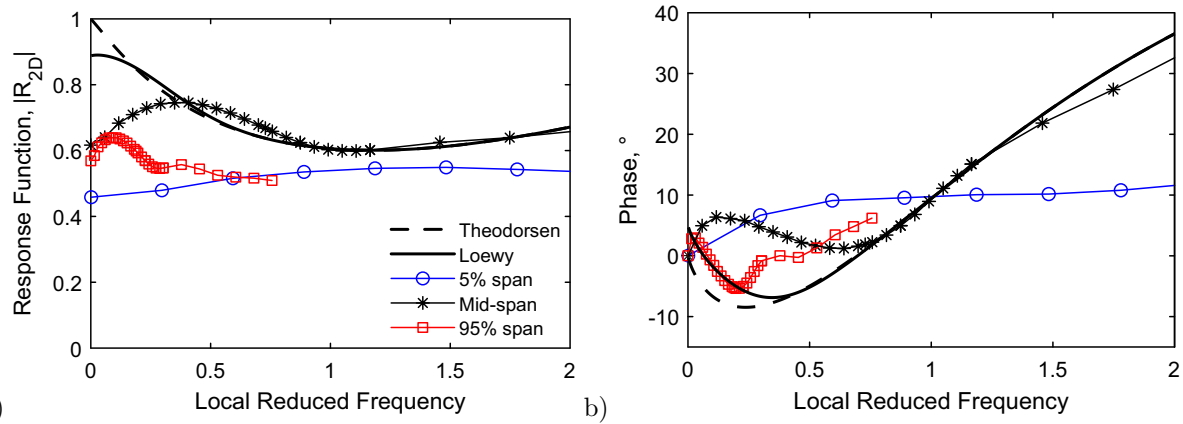 1
0.8
0.6
0.4
0.2
0
Response Function, |R2D|
0 0.5 1 1.5 2
Local Reduced Frequency
Theodorsen
Loewy
5% span
Mid-span
95% span
)
b)
40
30
20
10
0
-10
Phase, °
0 0.5 1 1.5 2
Local Reduced Frequency